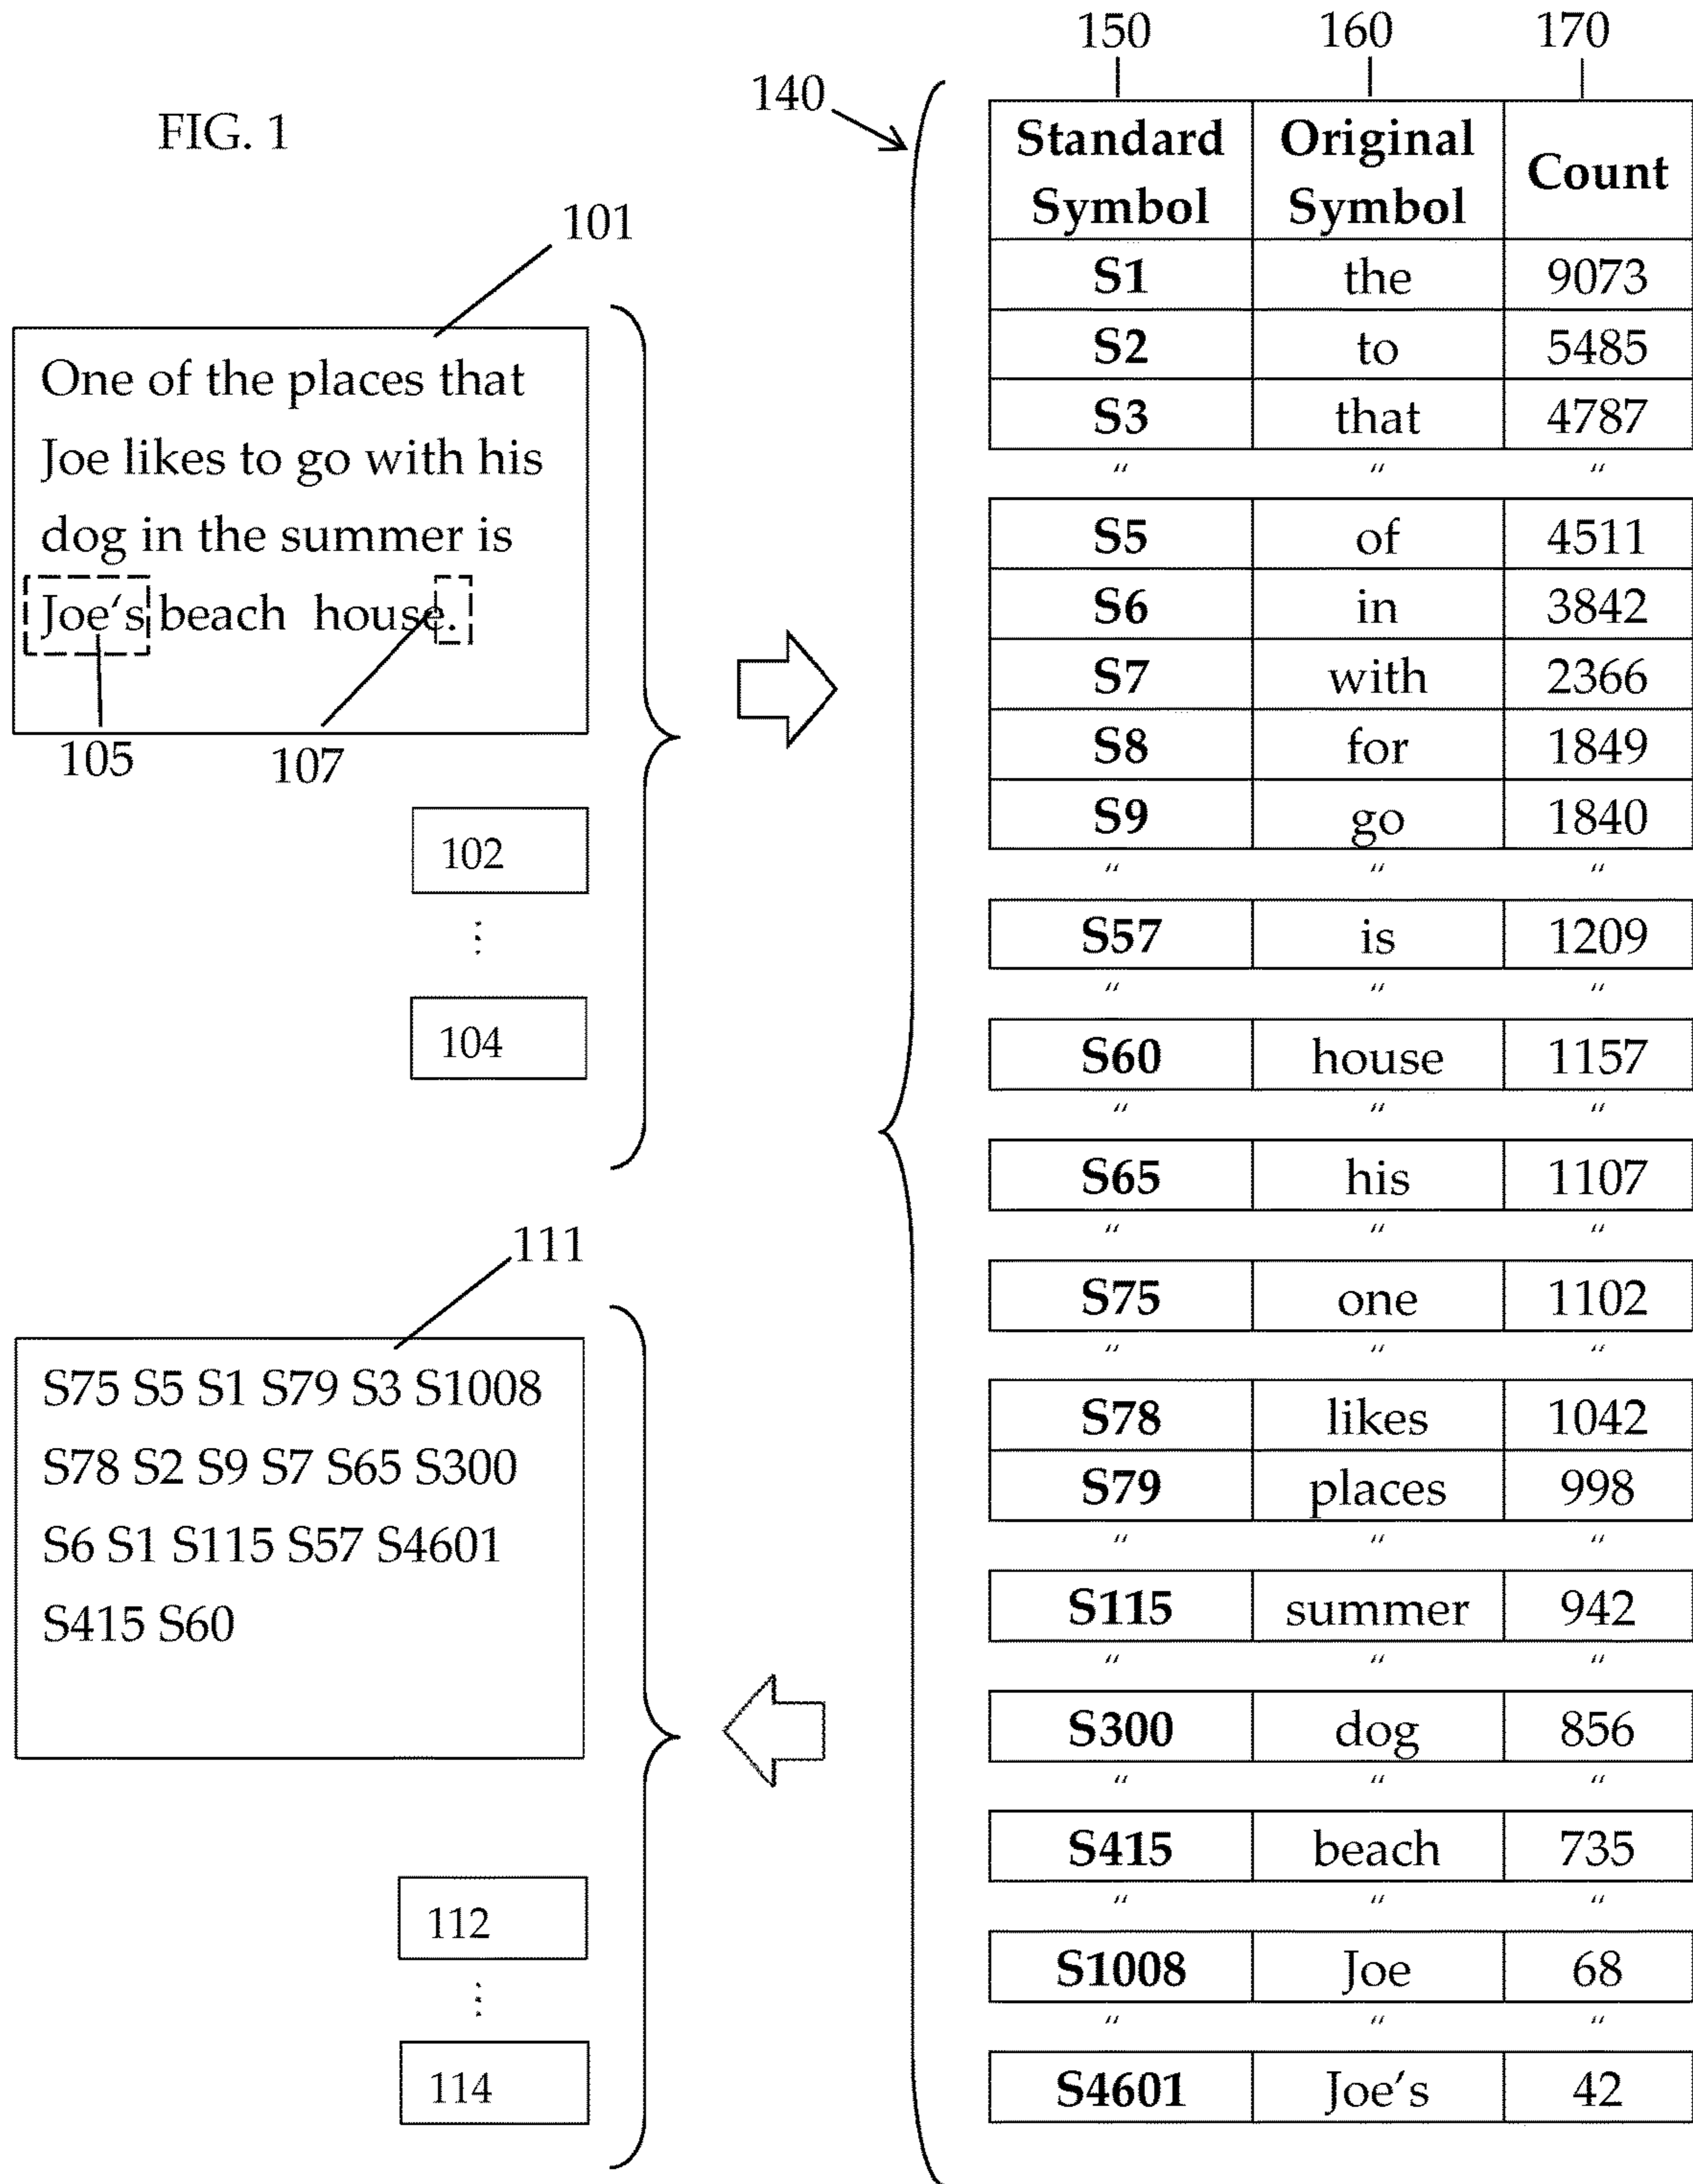 FIG. 1
101
One of the places that
Joe likes to go with his
dog in the summer is
Joe‘s beach house.
105 107
102
⋮
104
111
S75 S5 S1 S79 S3 S1008
S78 S2 S9 S7 S65 S300
S6 S1 S115 S57 S4601
S415 S60
112
⋮
114
140
150 160 170
Standard Symbol Original Symbol Count
S1 the 9073
S2 to 5485
S3 that 4787
“ “ “
S5 of 4511
S6 in 3842
S7 with 2366
S8 for 1849
S9 go 1840
“ “ “
S57 is 1209
“ “ “
S60 house 1157
“ “ “
S65 his 1107
“ “ “
S75 one 1102
“ “ “
S78 likes 1042
S79 places 998
“ “ “
S115 summer 942
“ “ “
S300 dog 856
“ “ “
S415 beach 735
“ “ “
S1008 Joe 68
“ “ “
S4601 Joe’s 42